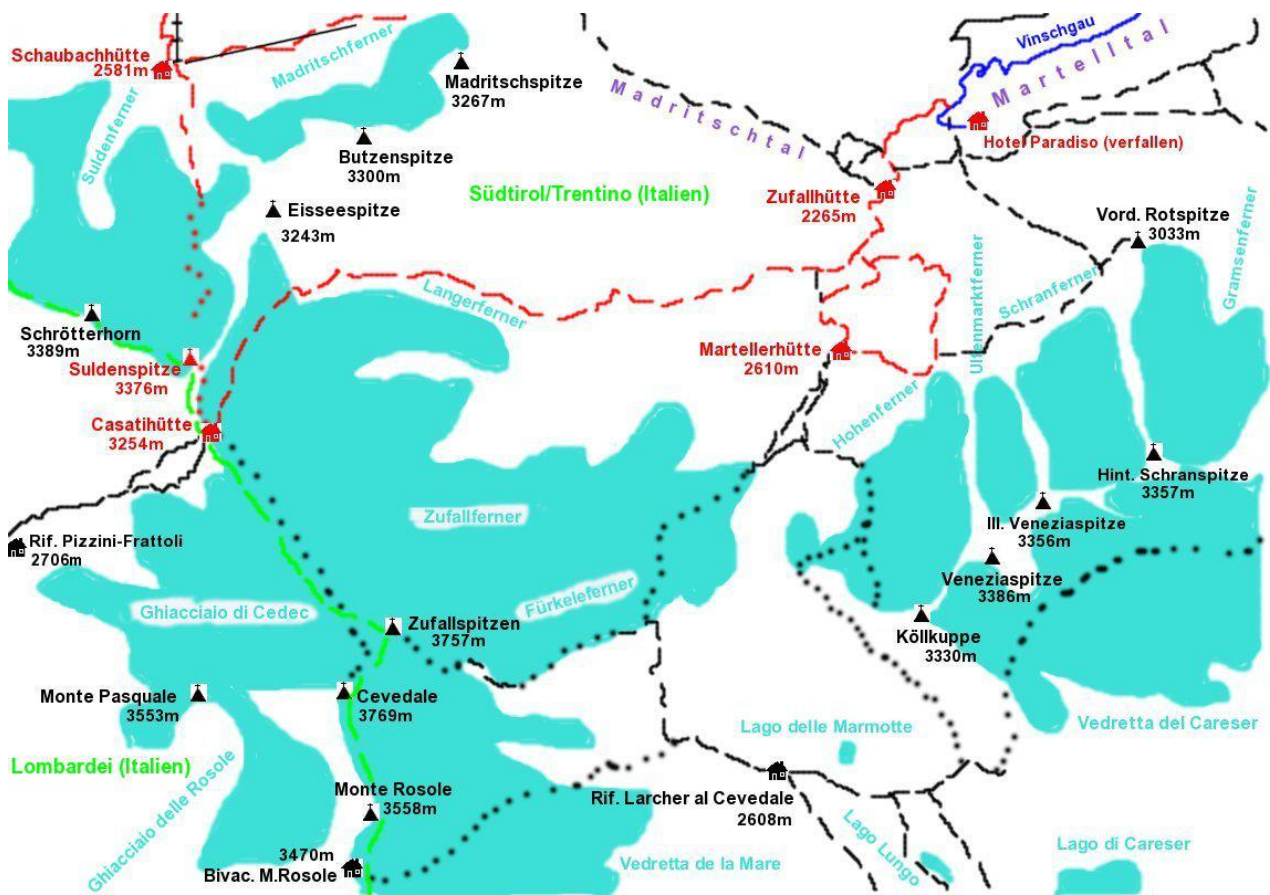 Schaubachhütte
2581m
Madritschferner
Madritschspitze
3267m
Suldenferner
Butzenspitze
3300m
Eisseespitze
3243m
Südtirol/Trentino (Italien)
Madritschtal
Vinschgau
Martelltal
Hotel Paradiso (verfallen)
Zufallhütte
2265m
Vord. Rotspitze
3033m
Gramsenferner
Ultenmarktferner
Schranferner
Langerferner
Schrötterhorn
3389m
Suldenspitze
3376m
Martellerhütte
2610m
Casatihütte
3254m
Hohenferner
Hint. Schranspitze
3357m
III. Veneziaspitze
3356m
Zufallferner
Rif. Pizzini-Frattoli
2706m
Veneziaspitze
3386m
Ghiacciaio di Cedec
Fürkeleferner
Zufallspitzen
3757m
Köllkuppe
3330m
Monte Pasquale
3553m
Cevedale
3769m
Lago delle Marmotte
Vedretta del Careser
Lombardei (Italien)
Ghiacciaio delle Rosole
Monte Rosole
3558m
Rif. Larcher al Cevedale
2608m
3470m
Bivac. M.Rosole
Vedretta de la Mare
Lago Lungo
Lago di Careser